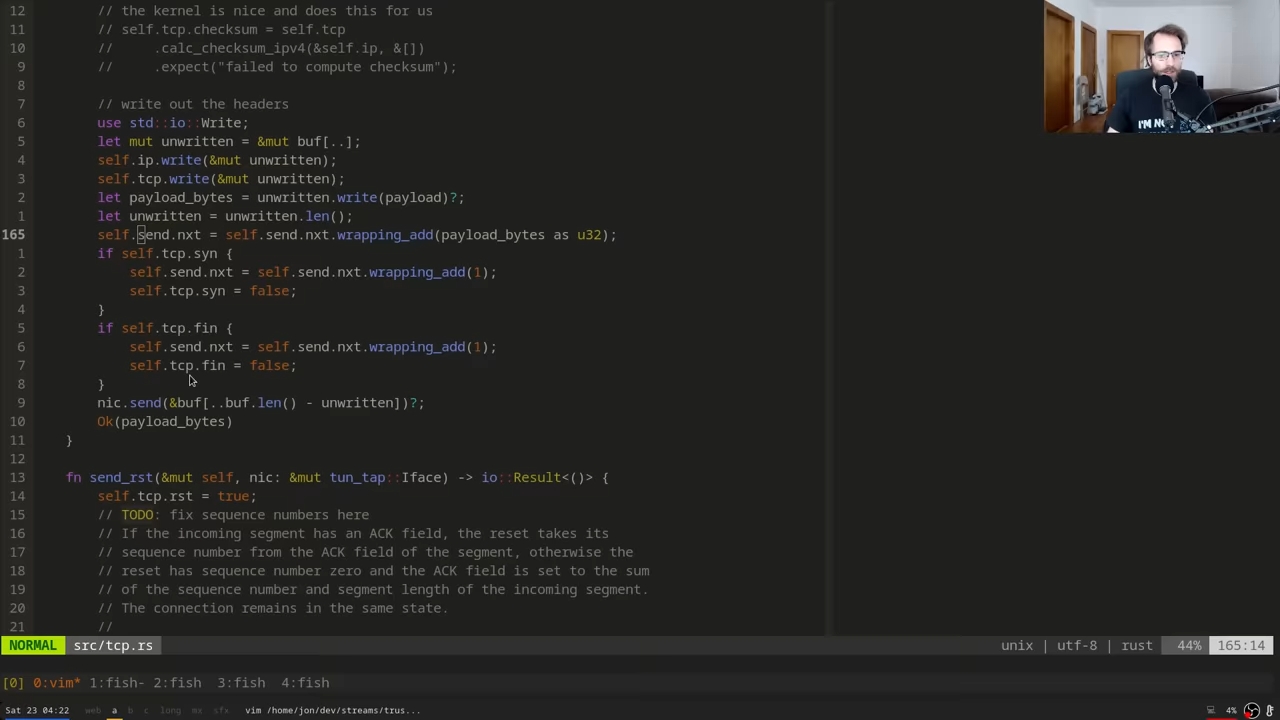 12 // the kernel is nice and does this for us
11 // self.tcp.checksum = self.tcp
10 //     .calc_checksum_ipv4(&self.ip, &[])
9 //     .expect("failed to compute checksum");
8
7 // write out the headers
6 use std::io::Write;
5 let mut unwritten = &mut buf[..];
4 self.ip.write(&mut unwritten);
3 self.tcp.write(&mut unwritten);
2 let payload_bytes = unwritten.write(payload)?;
1 let unwritten = unwritten.len();
165 self.send.nxt = self.send.nxt.wrapping_add(payload_bytes as u32);
1 if self.tcp.syn {
2 self.send.nxt = self.send.nxt.wrapping_add(1);
3 self.tcp.syn = false;
4 }
5 if self.tcp.fin {
6 self.send.nxt = self.send.nxt.wrapping_add(1);
7 self.tcp.fin = false;
8 }
9 nic.send(&buf[..buf.len() - unwritten])?;
10 Ok(payload_bytes)
11 }
12
13 fn send_rst(&mut self, nic: &mut tun_tap::Iface) -> io::Result<()> {
14 self.tcp.rst = true;
15 // TODO: fix sequence numbers here
16 // If the incoming segment has an ACK field, the reset takes its
17 // sequence number from the ACK field of the segment, otherwise the
18 // reset has sequence number zero and the ACK field is set to the sum
19 // of the sequence number and segment length of the incoming segment.
20 // The connection remains in the same state.
21 //
NORMAL src/tcp.rs unix | utf-8 | rust 44% 165:14
[0] 0:vim* 1:fish- 2:fish 3:fish 4:fish
Sat 23 04:22 web a b c long mx sfx vim /home/jon/dev/streams/trus... 4%
I'M NO